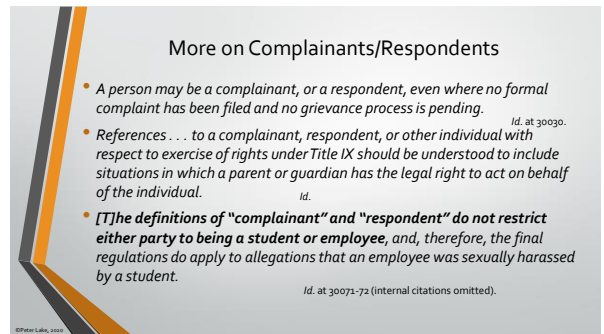 More on Complainants/Respondents
• A person may be a complainant, or a respondent, even where no formal
complaint has been filed and no grievance process is pending.
Id. at 30030.
• References . . . to a complainant, respondent, or other individual with
respect to exercise of rights under Title IX should be understood to include
situations in which a parent or guardian has the legal right to act on behalf
of the individual.
Id.
• [T]he definitions of “complainant” and “respondent” do not restrict
either party to being a student or employee, and, therefore, the final
regulations do apply to allegations that an employee was sexually harassed
by a student.
Id. at 30071-72 (internal citations omitted).
©Peter Lake, 2020